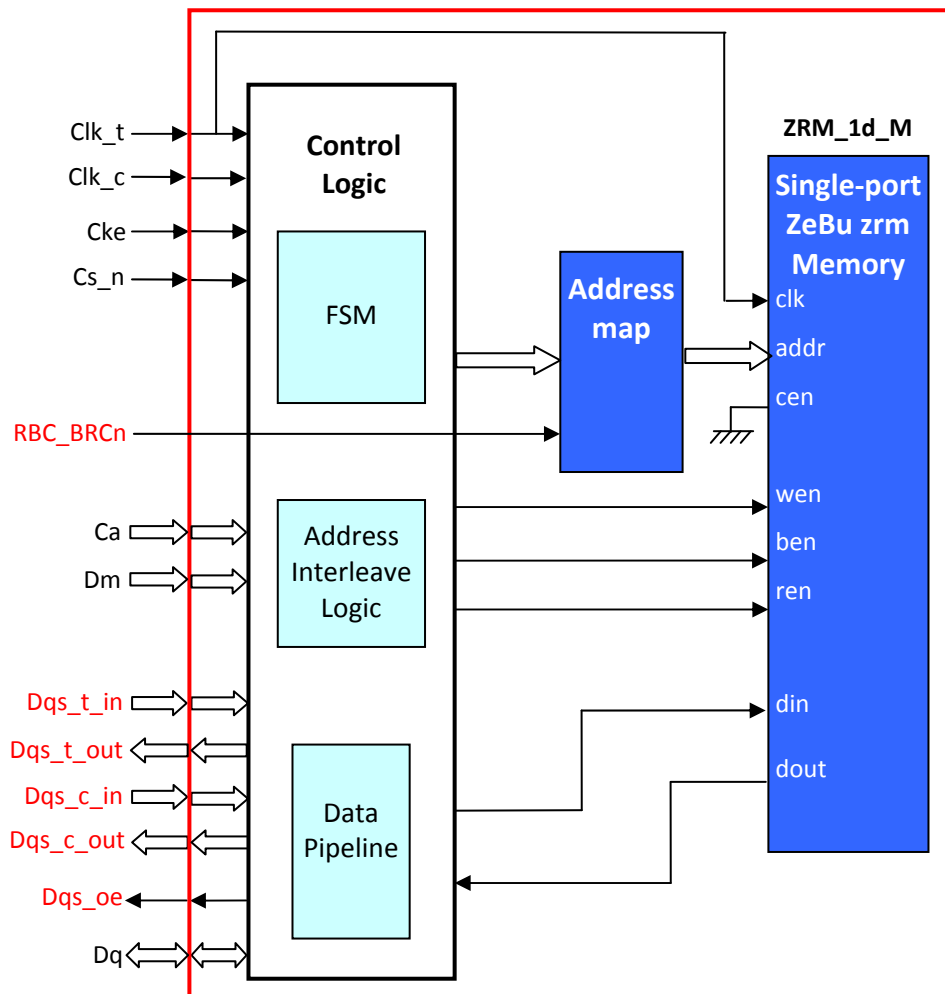 Clk_t
Clk_c
Cke
Cs_n
RBC_BRCn
Ca
Dm
Dqs_t_in
Dqs_t_out
Dqs_c_in
Dqs_c_out
Dqs_oe
Dq
Control
Logic
FSM
Address
Interleave
Logic
Data
Pipeline
Address
map
ZRM_1d_M
Single-port
ZeBu zrm
Memory
clk
addr
cen
wen
ben
ren
din
dout